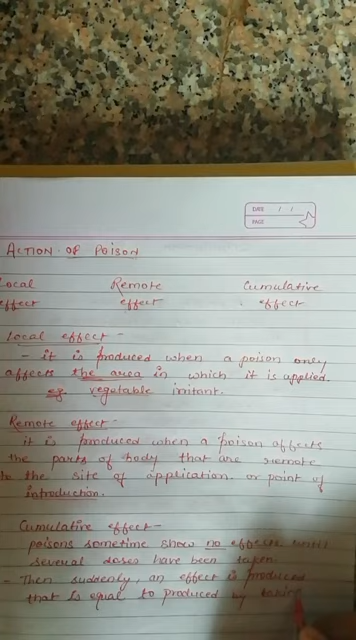 DATE / /
PAGE
ACTION OF POISON
Local Remote Cumulative
effect effect effect
Local effect -
- it is produced when a poison only
affects the area in which it is applied.
eg. vegetable irritant.
Remote effect -
it is produced when a poison affects
the parts of body that are remote
to the site of application. or point of
introduction.
Cumulative effect -
poisons sometime show no effects until
several doses have been taken
- Then suddenly, an effect is produced
that is equal to produced by taking